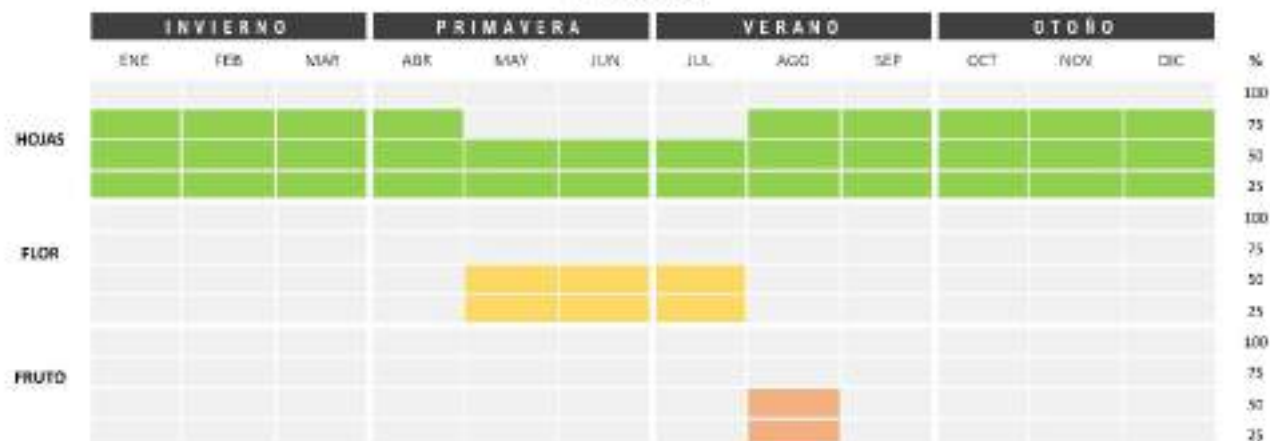 INVIERNO PRIMAVERA VERANO OTOÑO
ENE FEB MAR ABR MAY JUN JUL AGO SEP OCT NOV DIC %
100
HOJAS 75
50
25
100
FLOR 75
50
25
100
FRUTO 75
50
25